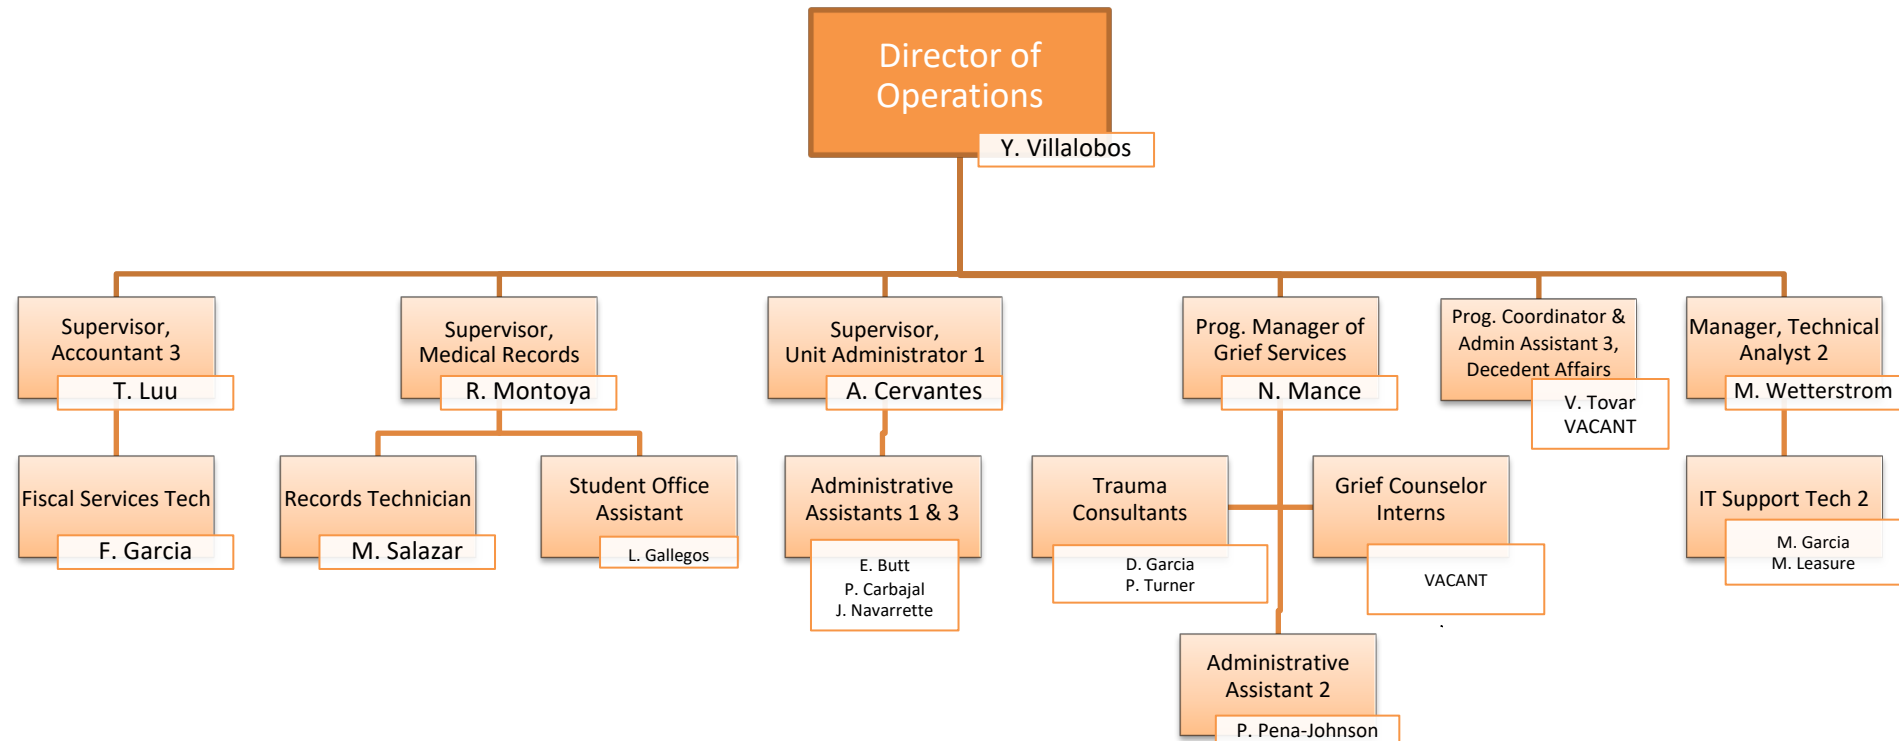 Director of
Operations
Y. Villalobos
Supervisor,
Accountant 3
T. Luu
Supervisor,
Medical Records
R. Montoya
Supervisor,
Unit Administrator 1
A. Cervantes
Prog. Manager of
Grief Services
N. Mance
Prog. Coordinator &
Admin Assistant 3,
Decedent Affairs
V. Tovar
VACANT
Manager, Technical
Analyst 2
M. Wetterstrom
Fiscal Services Tech
F. Garcia
Records Technician
M. Salazar
Student Office
Assistant
L. Gallegos
Administrative
Assistants 1 & 3
E. Butt
P. Carbajal
J. Navarrette
Trauma
Consultants
D. Garcia
P. Turner
Grief Counselor
Interns
VACANT
.
IT Support Tech 2
M. Garcia
M. Leasure
Administrative
Assistant 2
P. Pena-Johnson